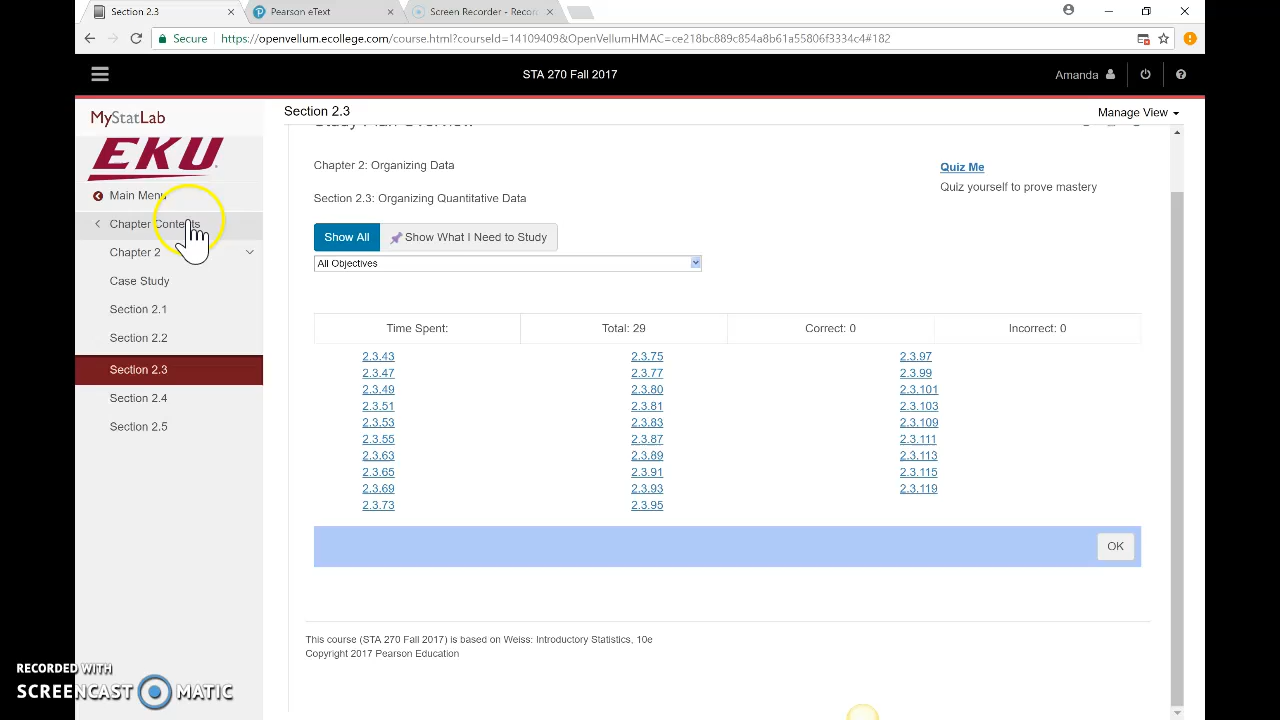 Section 2.3
Pearson eText
Screen Recorder - Recor
Secure
https://openvellum.ecollege.com/course.html?courseId=14109409&OpenVellumHMAC=ce218bc889c854a8b61a55806f3334c4#182
STA 270 Fall 2017
Amanda
MyStatLab
EKU
Main Menu
Chapter Contents
Chapter 2
Case Study
Section 2.1
Section 2.2
Section 2.3
Section 2.4
Section 2.5
Section 2.3
Manage View
Study Plan Overview
Chapter 2: Organizing Data
Quiz Me
Quiz yourself to prove mastery
Section 2.3: Organizing Quantitative Data
Show All
Show What I Need to Study
All Objectives
Time Spent: Total: 29 Correct: 0 Incorrect: 0
2.3.43 2.3.75 2.3.97
2.3.47 2.3.77 2.3.99
2.3.49 2.3.80 2.3.101
2.3.51 2.3.81 2.3.103
2.3.53 2.3.83 2.3.109
2.3.55 2.3.87 2.3.111
2.3.63 2.3.89 2.3.113
2.3.65 2.3.91 2.3.115
2.3.69 2.3.93 2.3.119
2.3.73 2.3.95
OK
This course (STA 270 Fall 2017) is based on Weiss: Introductory Statistics, 10e
Copyright 2017 Pearson Education
RECORDED WITH
SCREENCAST MATIC